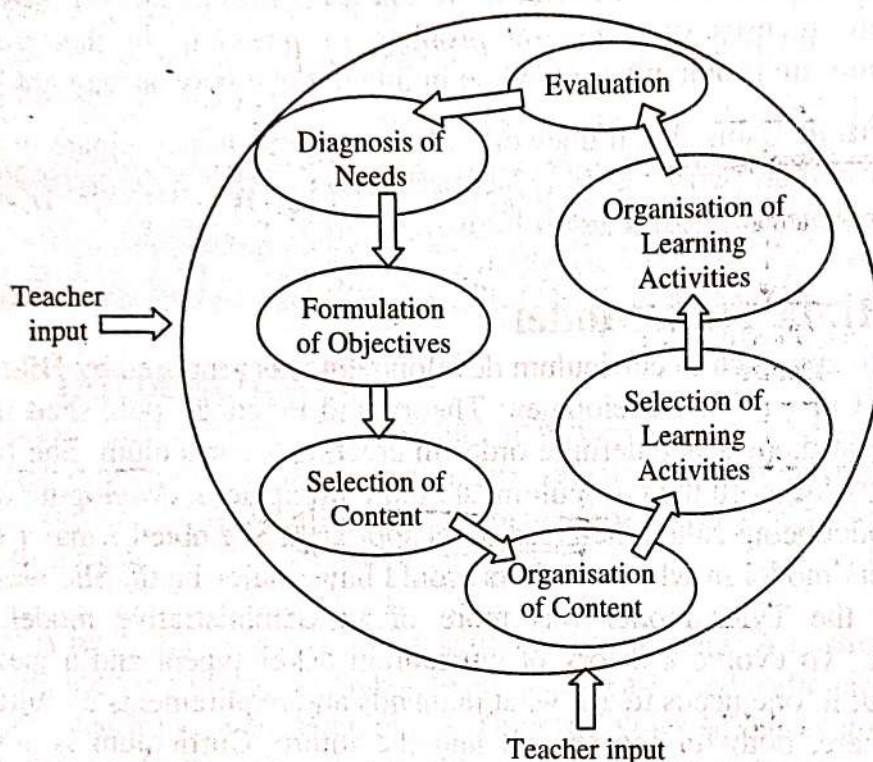 Evaluation
Diagnosis of
Needs
Organisation of
Learning
Activities
Teacher
input
Formulation
of Objectives
Selection of
Learning
Activities
Selection of
Content
Organisation
of Content
Teacher input